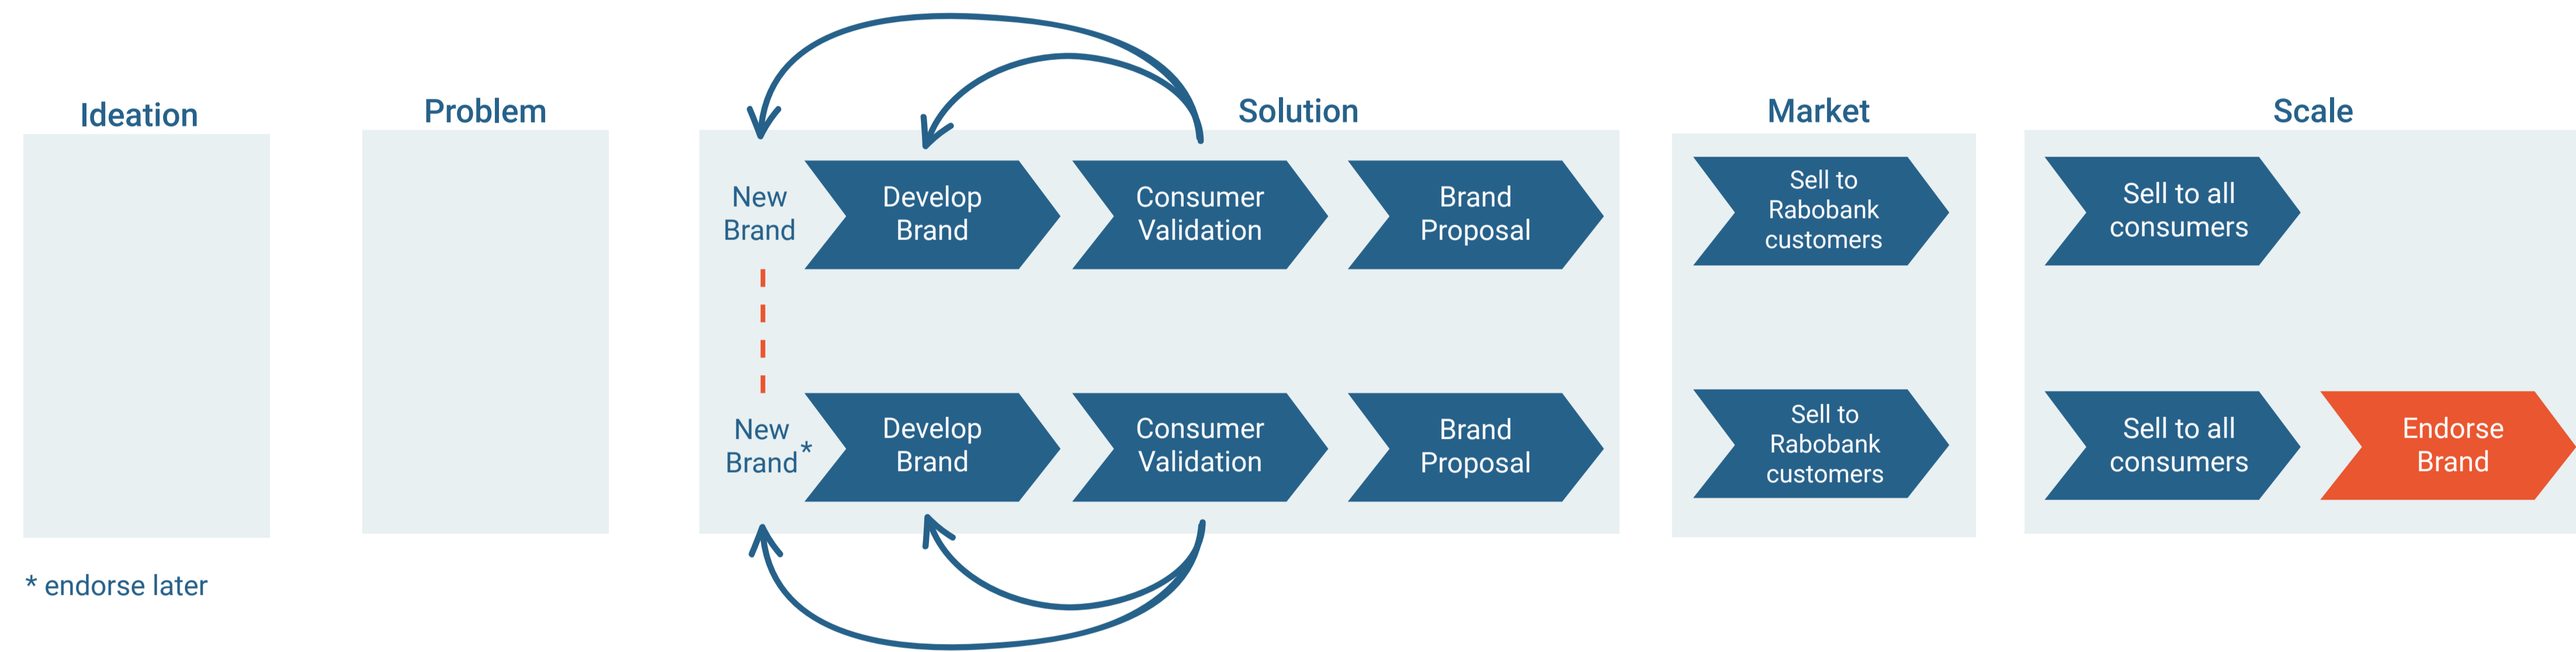 Ideation
Problem
Solution
Market
Scale
New
Brand
Develop
Brand
Consumer
Validation
Brand
Proposal
Sell to
Rabobank
customers
Sell to all
consumers
New
Brand*
Develop
Brand
Consumer
Validation
Brand
Proposal
Sell to
Rabobank
customers
Sell to all
consumers
Endorse
Brand
* endorse later